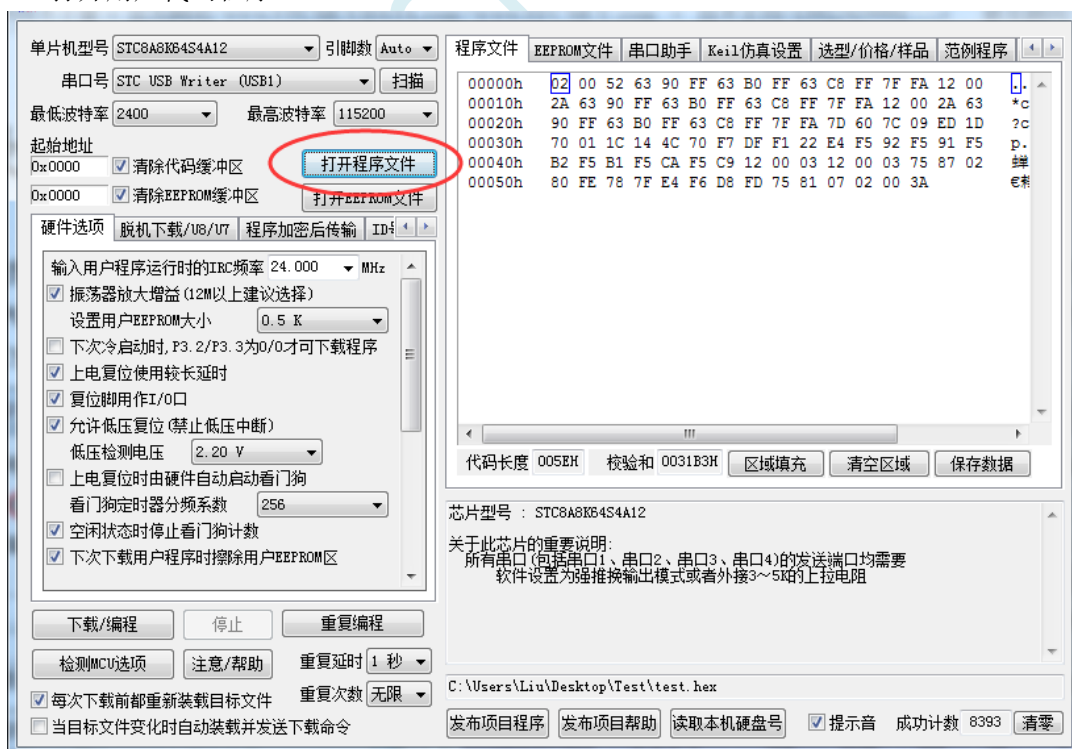 单片机型号 STC8A8K64S4A12 引脚数 Auto
串口号 STC USB Writer (USB1) 扫描
最低波特率 2400 最高波特率 115200
起始地址
0x0000 清除代码缓冲区 打开程序文件
0x0000 清除EEPROM缓冲区 打开EEPROM文件
硬件选项 脱机下载/U8/U7 程序加密后传输
输入用户程序运行时的IRC频率 24.000 MHz
振荡器放大增益(12M以上建议选择)
设置用户EEPROM大小 0.5 K
下次冷启动时,P3.2/P3.3为0/0才可下载程序
上电复位使用较长延时
复位脚用作I/O口
允许低压复位(禁止低压中断)
低压检测电压 2.20 V
上电复位时由硬件自动启动看门狗
看门狗定时器分频系数 256
空闲状态时停止看门狗计数
下次下载用户程序时擦除用户EEPROM区
下载/编程 停止 重复编程
检测MCU选项 注意/帮助 重复延时 1 秒
每次下载前都重新装载目标文件 重复次数 无限
当目标文件变化时自动装载并发送下载命令
程序文件 EEPROM文件 串口助手 Keil仿真设置 选型/价格/样品 范例程序
00000h 02 00 52 63 90 FF 63 B0 FF 63 C8 FF 7F FA 12 00 ..
00010h 2A 63 90 FF 63 B0 FF 63 C8 FF 7F FA 12 00 2A 63 *c
00020h 90 FF 63 B0 FF 63 C8 FF 7F FA 7D 60 7C 09 ED 1D ?c
00030h 70 01 1C 14 4C 70 F7 DF F1 22 E4 F5 92 F5 91 F5 p.
00040h B2 F5 B1 F5 CA F5 C9 12 00 03 12 00 03 75 87 02
00050h 80 FE 78 7F E4 F6 D8 FD 75 81 07 02 00 3A
代码长度 005EH 校验和 0031B3H 区域填充 清空区域 保存数据
芯片型号 : STC8A8K64S4A12
关于此芯片的重要说明:
所有串口(包括串口1、串口2、串口3、串口4)的发送端口均需要
软件设置为强推挽输出模式或者外接3~5K的上拉电阻
C:\Users\Liu\Desktop\Test\test.hex
发布项目程序 发布项目帮助 读取本机硬盘号 提示音 成功计数 8393 清零